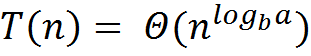 T(n) = Θ(n^{log_b a})